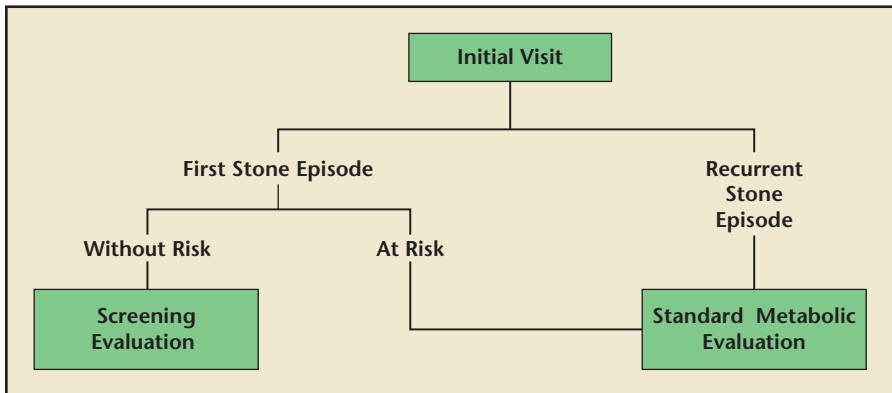 Initial Visit
First Stone Episode
Recurrent
Stone
Episode
Without Risk
At Risk
Screening
Evaluation
Standard Metabolic
Evaluation